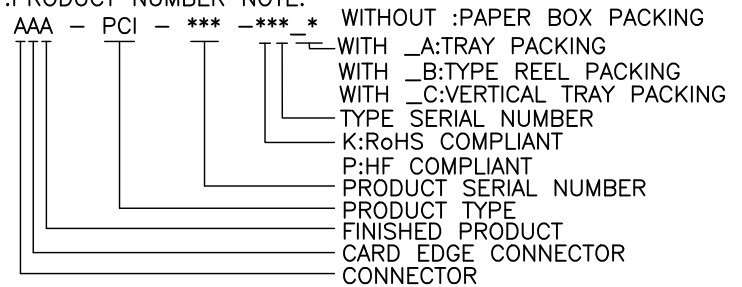 :PRODUCT NUMBER NOTE:
AAA – PCI – *** –***_* WITHOUT :PAPER BOX PACKING
WITH _A:TRAY PACKING
WITH _B:TYPE REEL PACKING
WITH _C:VERTICAL TRAY PACKING
TYPE SERIAL NUMBER
K:RoHS COMPLIANT
P:HF COMPLIANT
PRODUCT SERIAL NUMBER
PRODUCT TYPE
FINISHED PRODUCT
CARD EDGE CONNECTOR
CONNECTOR